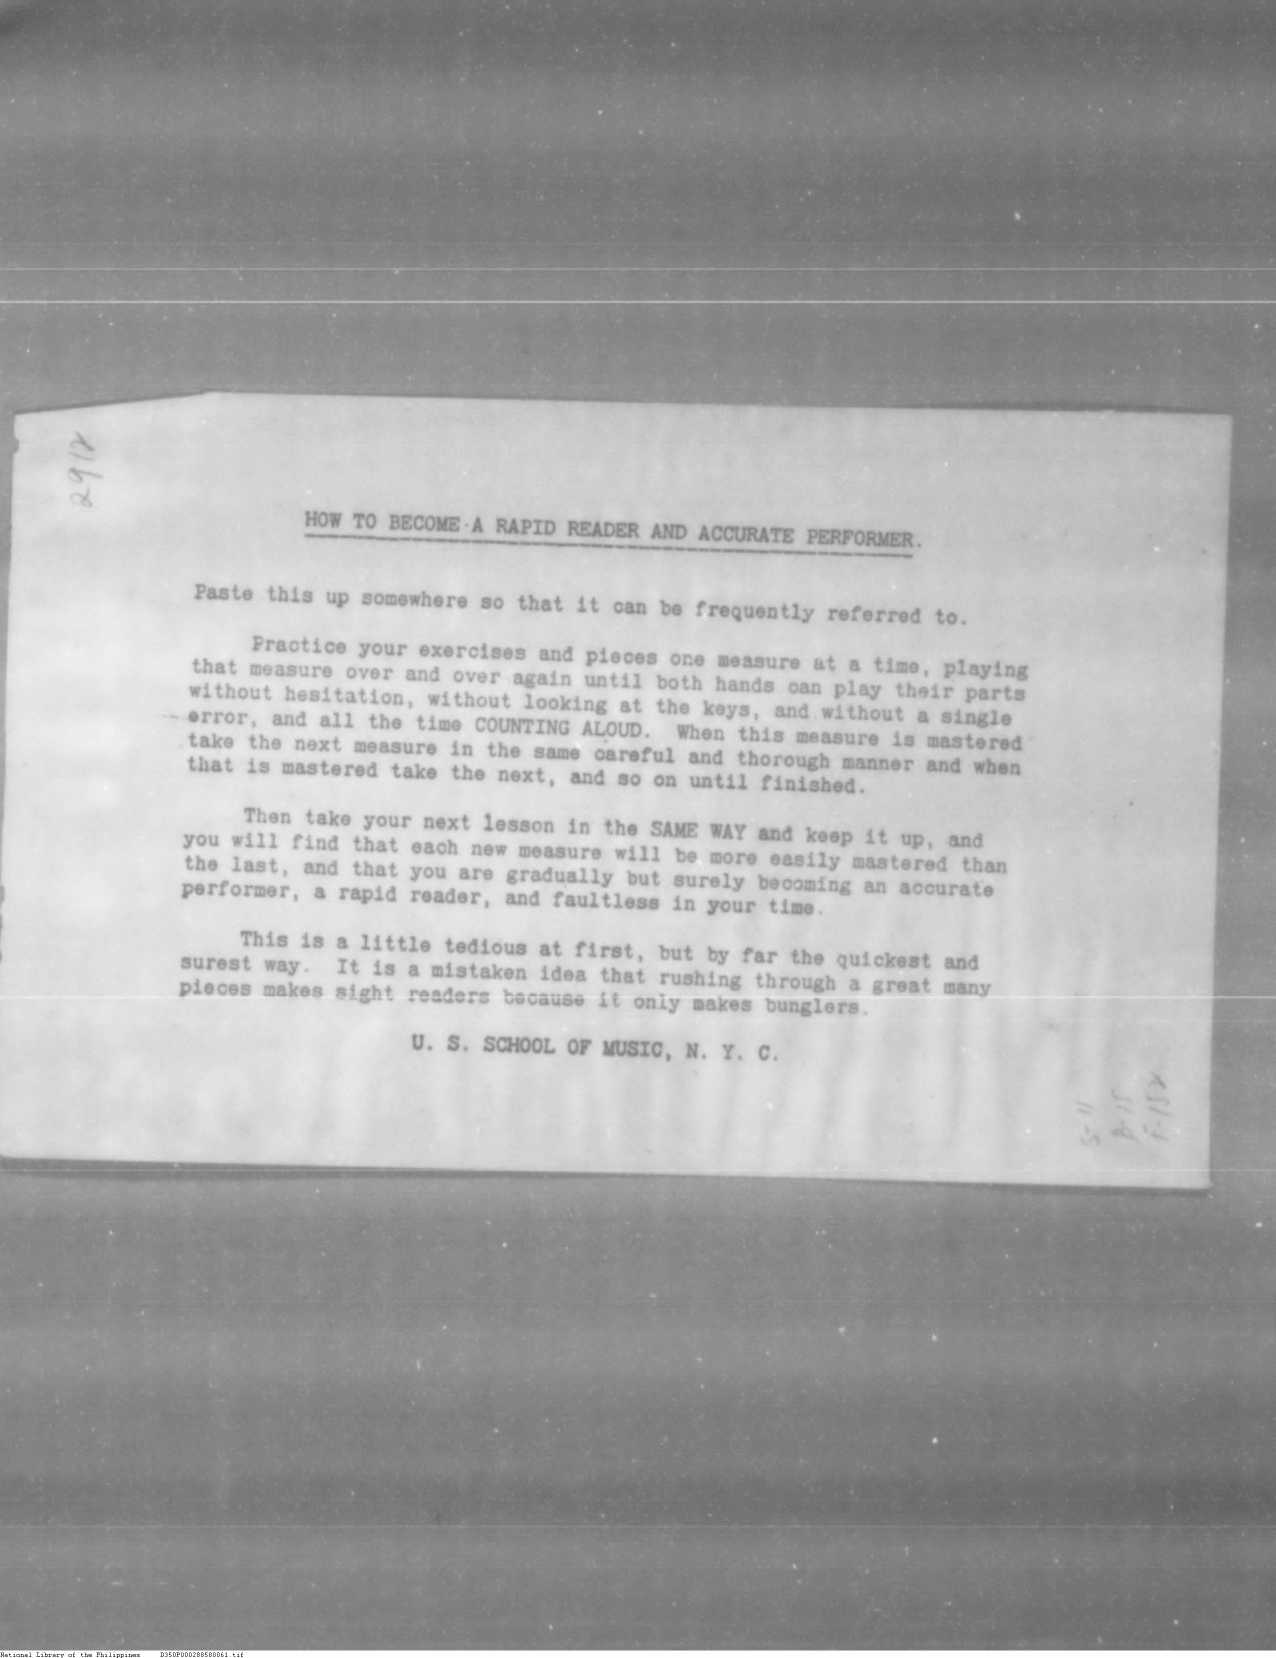 2912
HOW TO BECOME A RAPID READER AND ACCURATE PERFORMER.
Paste this up somewhere so that it can be frequently referred to.
Practice your exercises and pieces one measure at a time, playing
that measure over and over again until both hands can play their parts
without hesitation, without looking at the keys, and without a single
error, and all the time COUNTING ALOUD. When this measure is mastered
take the next measure in the same careful and thorough manner and when
that is mastered take the next, and so on until finished.
Then take your next lesson in the SAME WAY and keep it up, and
you will find that each new measure will be more easily mastered than
the last, and that you are gradually but surely becoming an accurate
performer, a rapid reader, and faultless in your time.
This is a little tedious at first, but by far the quickest and
surest way. It is a mistaken idea that rushing through a great many
pieces makes sight readers because it only makes bunglers.
U. S. SCHOOL OF MUSIC, N. Y. C.
S-11
B-15
F-152
National Library of the Philippines D350P000288580061.tif